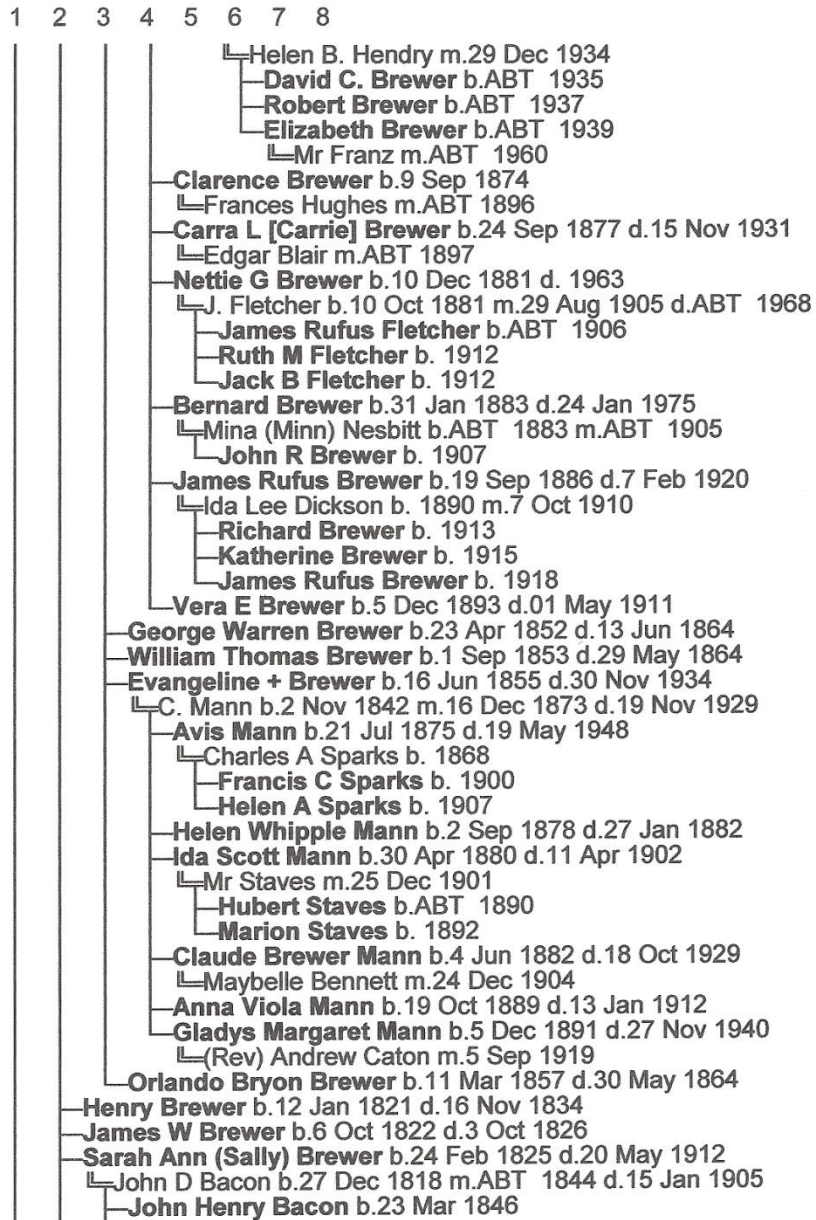 1 2 3 4 5 6 7 8
Helen B. Hendry m.29 Dec 1934
David C. Brewer b.ABT 1935
Robert Brewer b.ABT 1937
Elizabeth Brewer b.ABT 1939
Mr Franz m.ABT 1960
Clarence Brewer b.9 Sep 1874
Frances Hughes m.ABT 1896
Carra L [Carrie] Brewer b.24 Sep 1877 d.15 Nov 1931
Edgar Blair m.ABT 1897
Nettie G Brewer b.10 Dec 1881 d. 1963
J. Fletcher b.10 Oct 1881 m.29 Aug 1905 d.ABT 1968
James Rufus Fletcher b.ABT 1906
Ruth M Fletcher b. 1912
Jack B Fletcher b. 1912
Bernard Brewer b.31 Jan 1883 d.24 Jan 1975
Mina (Minn) Nesbitt b.ABT 1883 m.ABT 1905
John R Brewer b. 1907
James Rufus Brewer b.19 Sep 1886 d.7 Feb 1920
Ida Lee Dickson b. 1890 m.7 Oct 1910
Richard Brewer b. 1913
Katherine Brewer b. 1915
James Rufus Brewer b. 1918
Vera E Brewer b.5 Dec 1893 d.01 May 1911
George Warren Brewer b.23 Apr 1852 d.13 Jun 1864
William Thomas Brewer b.1 Sep 1853 d.29 May 1864
Evangeline + Brewer b.16 Jun 1855 d.30 Nov 1934
C. Mann b.2 Nov 1842 m.16 Dec 1873 d.19 Nov 1929
Avis Mann b.21 Jul 1875 d.19 May 1948
Charles A Sparks b. 1868
Francis C Sparks b. 1900
Helen A Sparks b. 1907
Helen Whipple Mann b.2 Sep 1878 d.27 Jan 1882
Ida Scott Mann b.30 Apr 1880 d.11 Apr 1902
Mr Staves m.25 Dec 1901
Hubert Staves b.ABT 1890
Marion Staves b. 1892
Claude Brewer Mann b.4 Jun 1882 d.18 Oct 1929
Maybelle Bennett m.24 Dec 1904
Anna Viola Mann b.19 Oct 1889 d.13 Jan 1912
Gladys Margaret Mann b.5 Dec 1891 d.27 Nov 1940
(Rev) Andrew Caton m.5 Sep 1919
Orlando Bryon Brewer b.11 Mar 1857 d.30 May 1864
Henry Brewer b.12 Jan 1821 d.16 Nov 1834
James W Brewer b.6 Oct 1822 d.3 Oct 1826
Sarah Ann (Sally) Brewer b.24 Feb 1825 d.20 May 1912
John D Bacon b.27 Dec 1818 m.ABT 1844 d.15 Jan 1905
John Henry Bacon b.23 Mar 1846